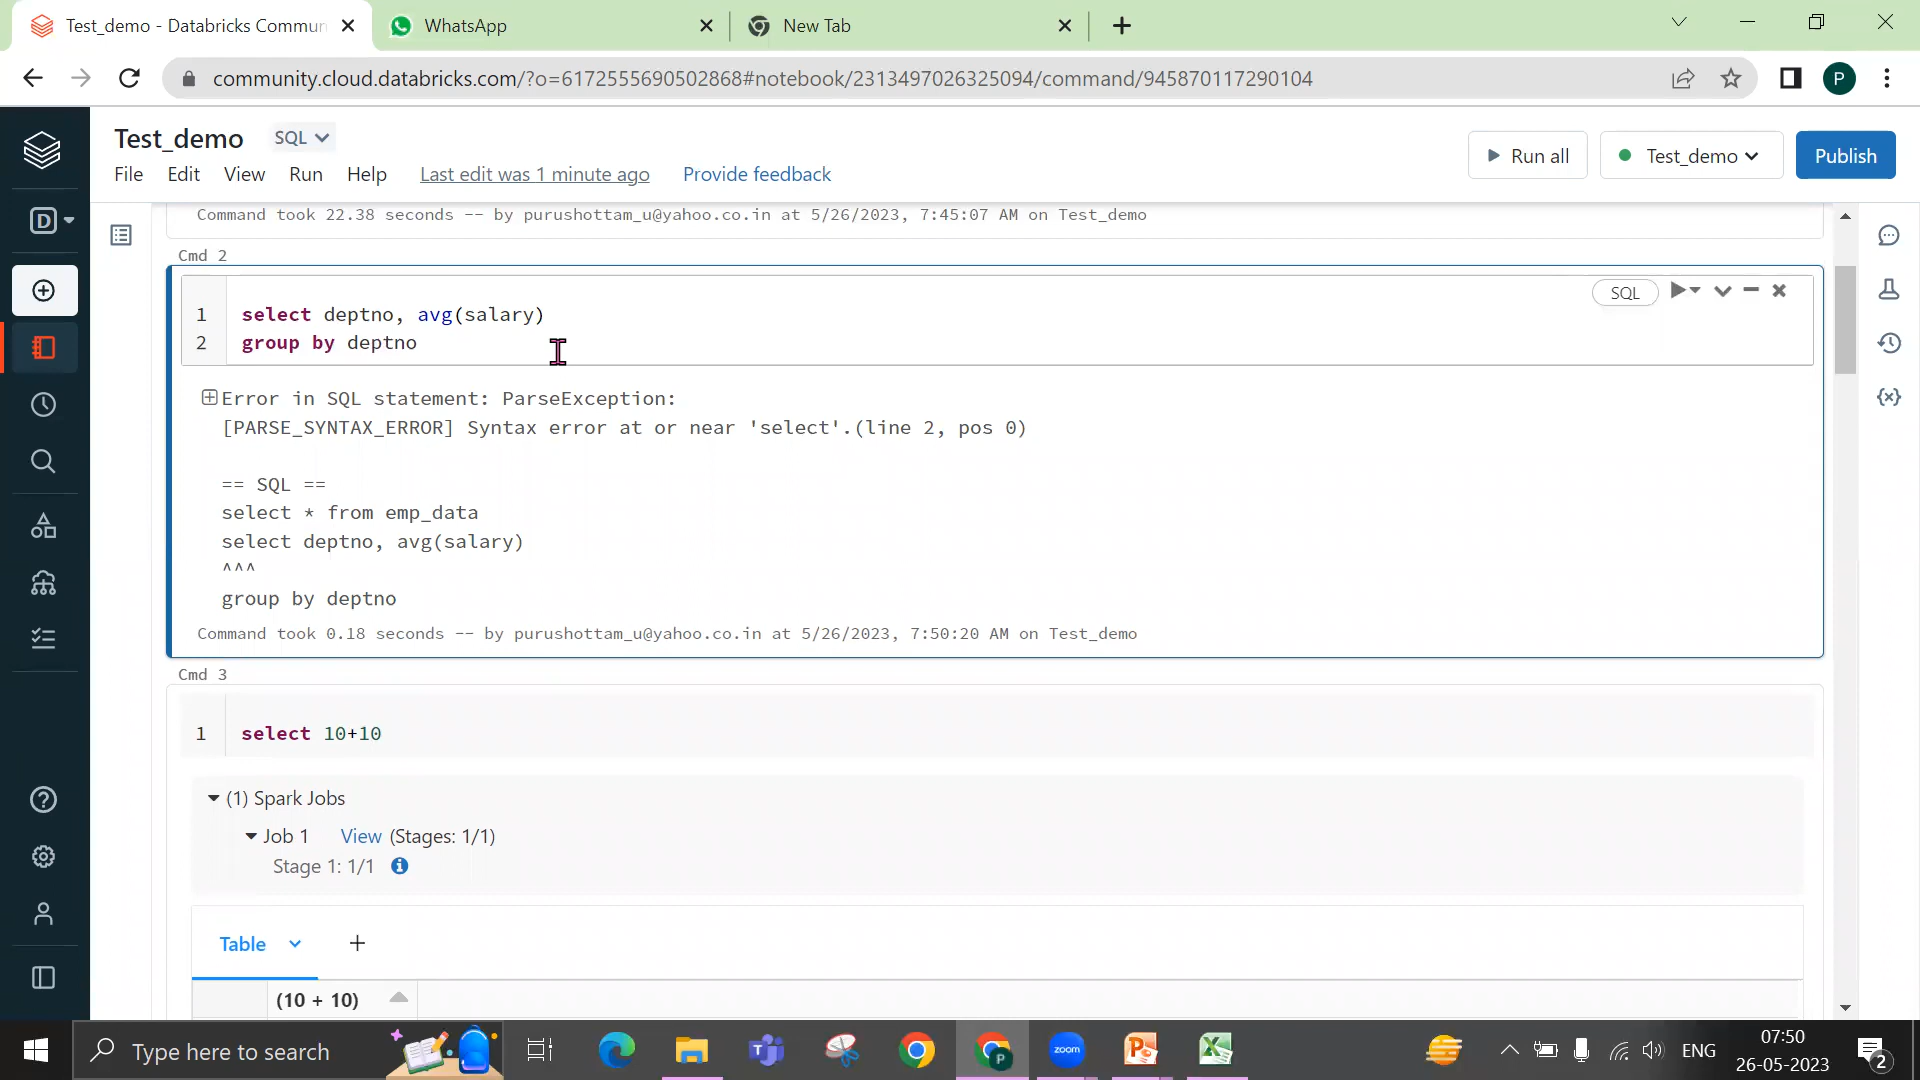 Test_demo - Databricks Commun
WhatsApp
New Tab
community.cloud.databricks.com/?o=6172555690502868#notebook/2313497026325094/command/945870117290104
P
Test_demo SQL
File Edit View Run Help Last edit was 1 minute ago Provide feedback
Run all
Test_demo
Publish
D
Command took 22.38 seconds -- by purushottam_u@yahoo.co.in at 5/26/2023, 7:45:07 AM on Test_demo
Cmd 2
SQL
1 select deptno, avg(salary)
2 group by deptno
Error in SQL statement: ParseException:
[PARSE_SYNTAX_ERROR] Syntax error at or near 'select'.(line 2, pos 0)
== SQL ==
select * from emp_data
select deptno, avg(salary)
^^^
group by deptno
Command took 0.18 seconds -- by purushottam_u@yahoo.co.in at 5/26/2023, 7:50:20 AM on Test_demo
Cmd 3
1 select 10+10
(1) Spark Jobs
Job 1 View (Stages: 1/1)
Stage 1: 1/1
Table
(10 + 10)
Type here to search
zoom
ENG
07:50
26-05-2023
2